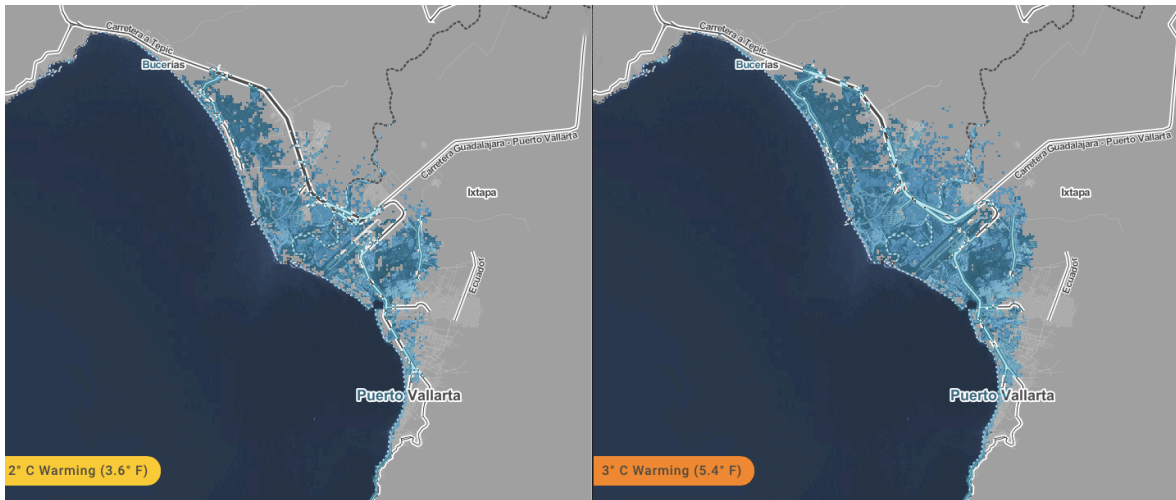 Carretera a Tepic
Bucerías
Carretera Guadalajara - Puerto Vallarta
Ixtapa
Ecuador
Puerto Vallarta
2° C Warming (3.6° F)
Carretera a Tepic
Bucerías
Carretera Guadalajara - Puerto Vallarta
Ixtapa
Ecuador
Puerto Vallarta
3° C Warming (5.4° F)